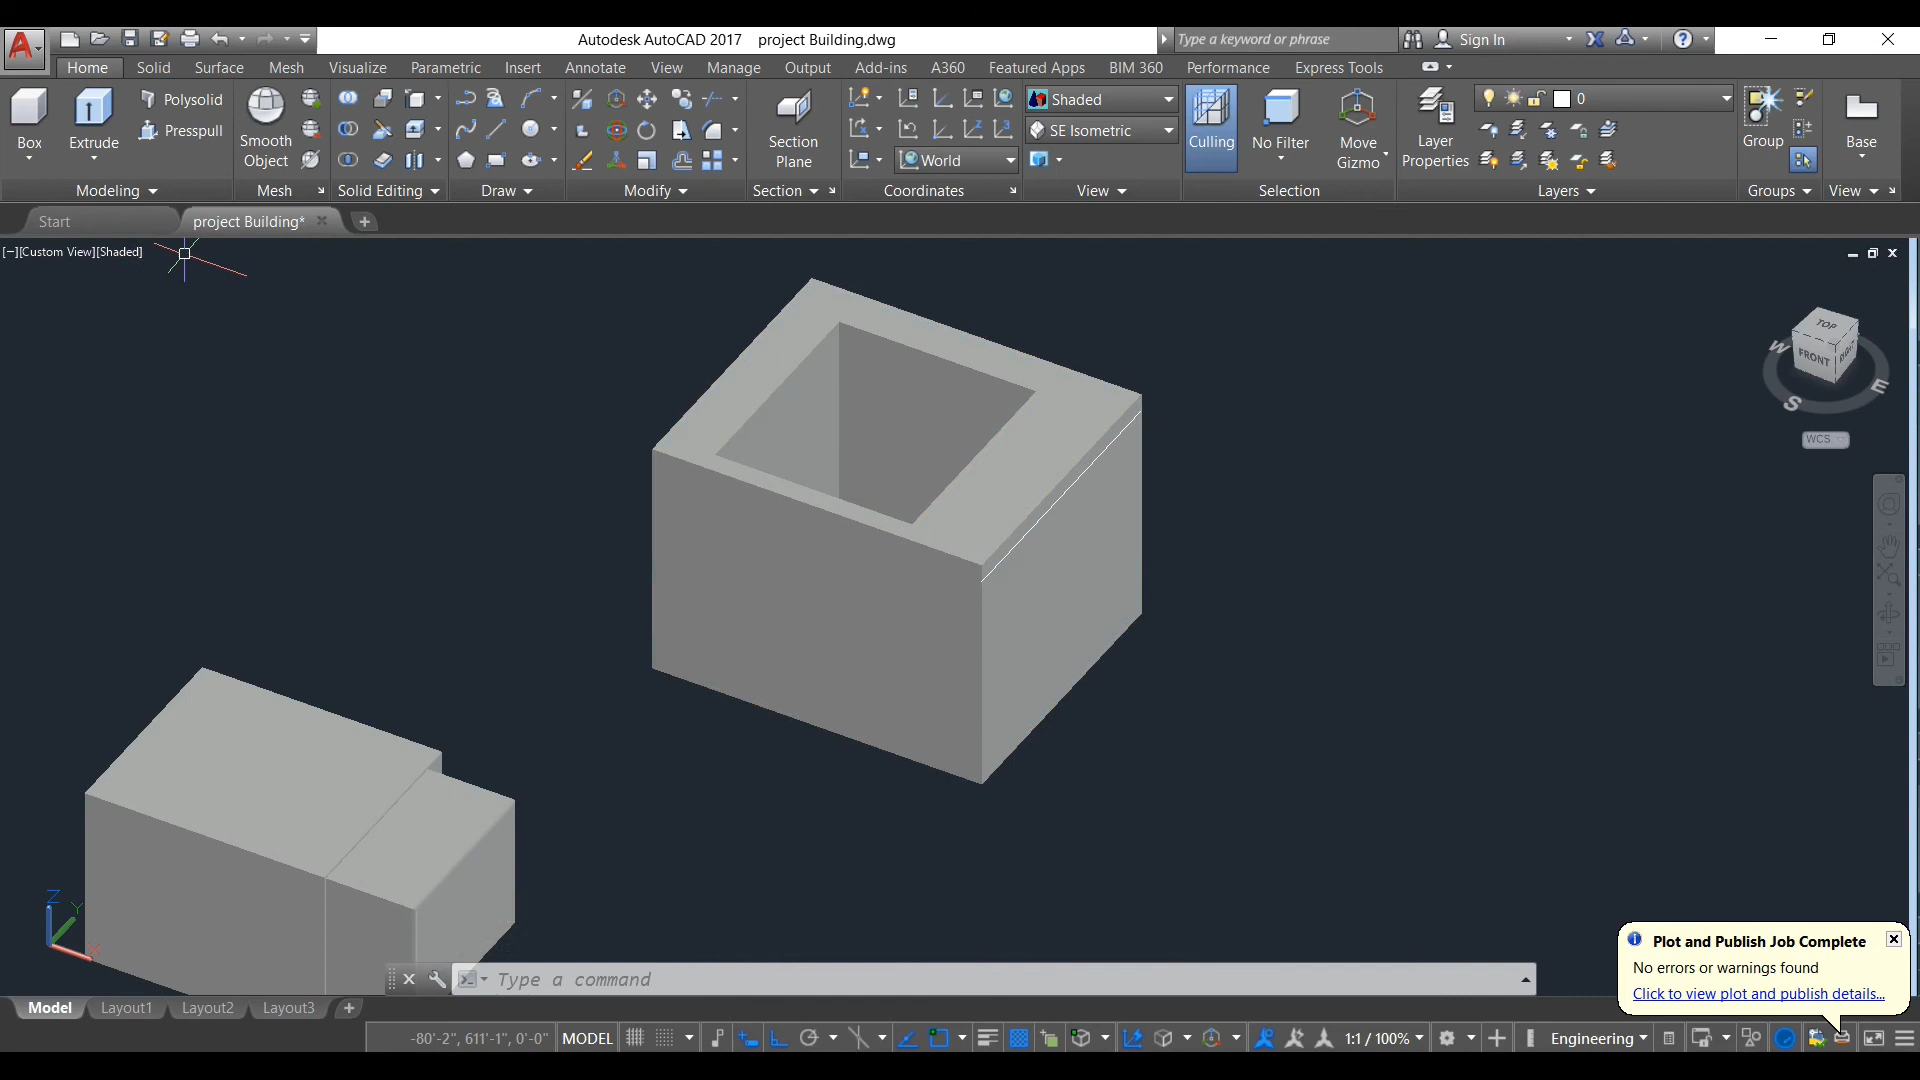 Autodesk AutoCAD 2017 project Building.dwg
Type a keyword or phrase
Sign In
Home Solid Surface Mesh Visualize Parametric Insert Annotate View Manage Output Add-ins A360 Featured Apps BIM 360 Performance Express Tools
Box
Extrude
Polysolid
Presspull
Smooth
Object
Section
Plane
World
Shaded
SE Isometric
Culling
No Filter
Move
Gizmo
Layer
Properties
0
Group
Base
Modeling Mesh Solid Editing Draw Modify Section Coordinates View Selection Layers Groups View
Start project Building*
[−][Custom View][Shaded]
TOP
FRONT
RIGHT
W
S
E
WCS
Z
Y
X
Plot and Publish Job Complete
No errors or warnings found
Click to view plot and publish details...
Type a command
Model Layout1 Layout2 Layout3
-80'-2", 611'-1", 0'-0" MODEL 1:1 / 100% Engineering